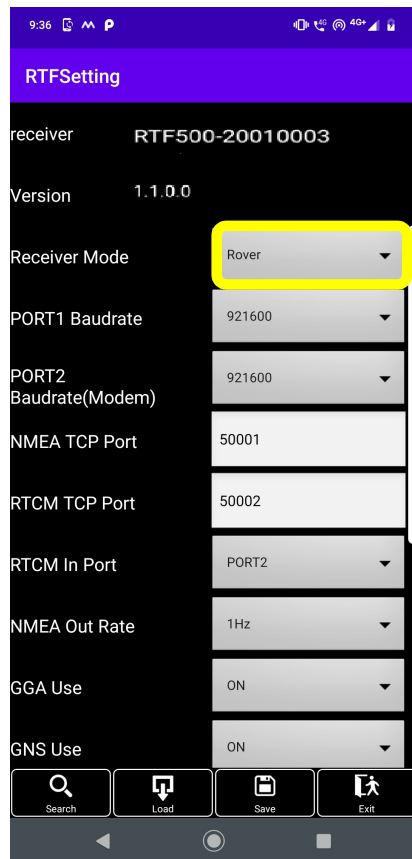 9:36 4G 4G+
RTFSetting
receiver RTF500-20010003
Version 1.1.0.0
Receiver Mode Rover
PORT1 Baudrate 921600
PORT2
Baudrate(Modem) 921600
NMEA TCP Port 50001
RTCM TCP Port 50002
RTCM In Port PORT2
NMEA Out Rate 1Hz
GGA Use ON
GNS Use ON
Search Load Save Exit